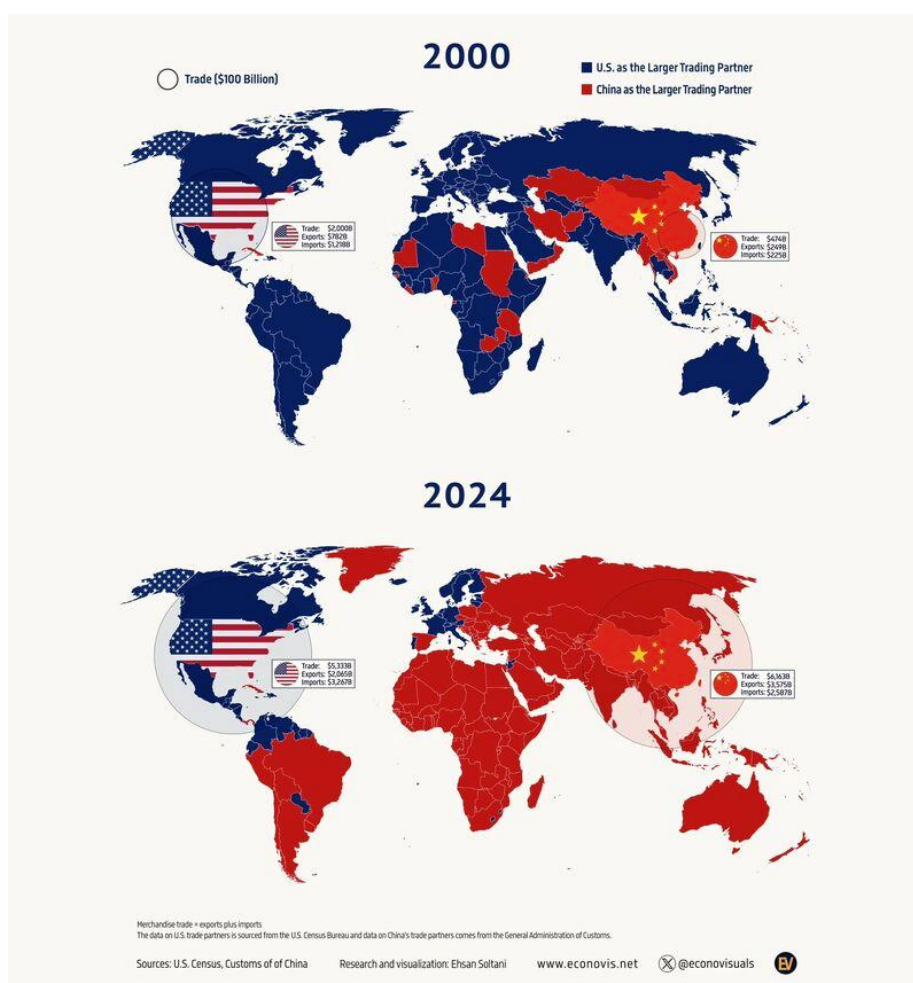 2000
Trade ($100 Billion)
U.S. as the Larger Trading Partner
China as the Larger Trading Partner
Trade: $2,000B
Exports: $782B
Imports: $1,218B
Trade: $474B
Exports: $249B
Imports: $225B
2024
Trade: $5,333B
Exports: $2,065B
Imports: $3,267B
Trade: $6,163B
Exports: $3,575B
Imports: $2,587B
Merchandise trade = exports plus imports
The data on U.S. trade partners is sourced from the U.S. Census Bureau and data on China's trade partners comes from the General Administration of Customs.
Sources: U.S. Census, Customs of of China
Research and visualization: Ehsan Soltani
www.econovis.net
@econovisuals
EV